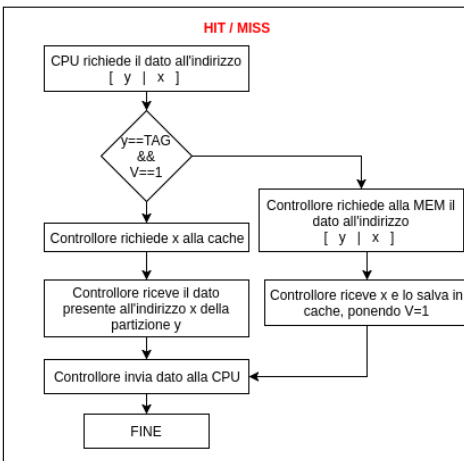 HIT / MISS
CPU richiede il dato all'indirizzo
[ y | x ]
y==TAG
&&
V==1
Controllore richiede x alla cache
Controllore riceve il dato
presente all'indirizzo x della
partizione y
Controllore richiede alla MEM il
dato all'indirizzo
[ y | x ]
Controllore riceve x e lo salva in
cache, ponendo V=1
Controllore invia dato alla CPU
FINE